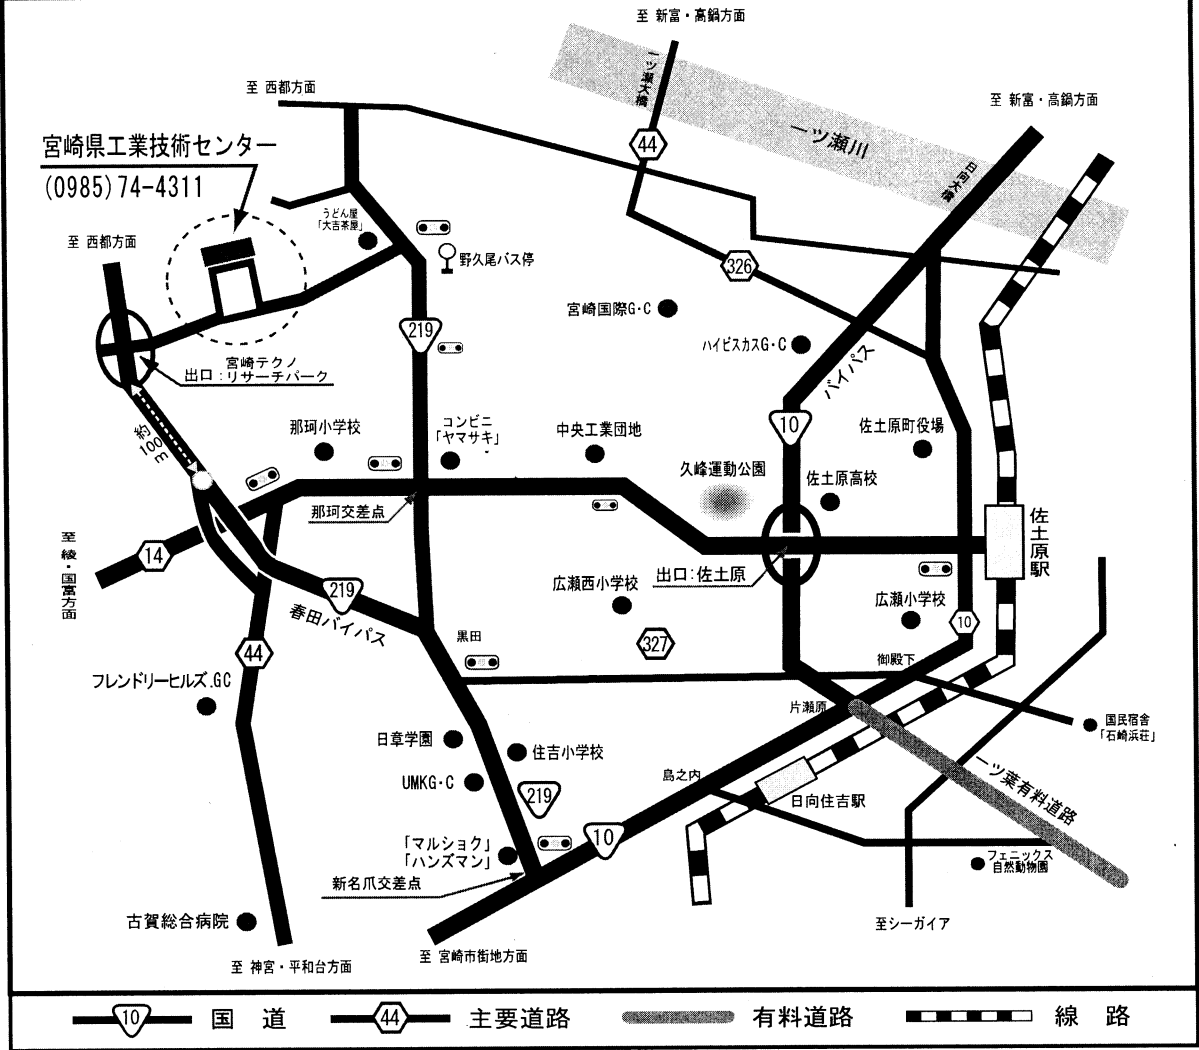 至 新富・高鍋方面
一ツ瀬大橋
至 西都方面
44
至 新富・高鍋方面
一ツ瀬川
日向大橋
宮崎県工業技術センター
(0985)74-4311
うどん屋
「大吉茶屋」
至 西都方面
野久尾バス停
326
宮崎国際G・C
219
ハイビスカスG・C
バイパス
宮崎テクノ
出口:リサーチパーク
約100m
那珂小学校
コンビニ
「ヤマサキ」
中央工業団地
10
佐土原町役場
久峰運動公園
佐土原高校
那珂交差点
佐土原駅
至綾・国富方面
14
出口:佐土原
広瀬西小学校
広瀬小学校
219
春田バイパス
10
黒田
327
44
御殿下
フレンドリーヒルズ.GC
片瀬原
国民宿舎
「石崎浜荘」
日章学園
住吉小学校
島之内
一ツ葉有料道路
UMKG・C
219
日向住吉駅
10
「マルショク」
「ハンズマン」
フェニックス
自然動物園
新名爪交差点
古賀総合病院
至シーガイア
至 神宮・平和台方面
至 宮崎市街地方面
10 国 道
44 主要道路
有料道路
線 路